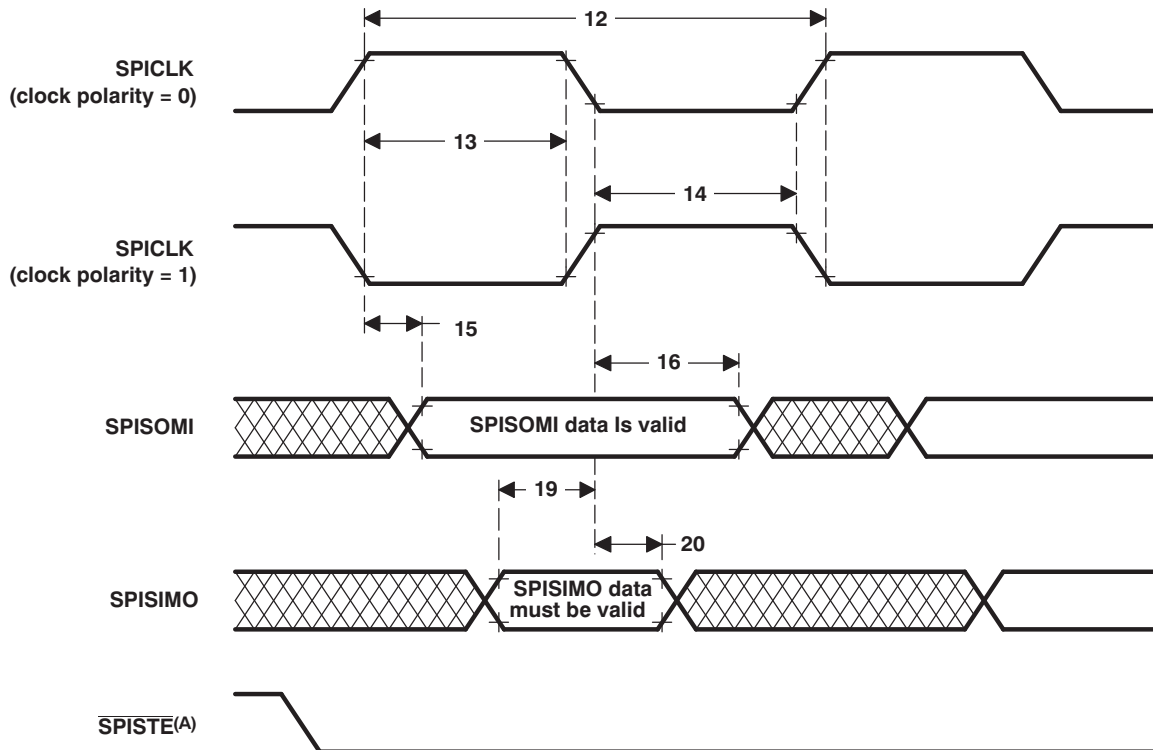 12
SPICLK
(clock polarity = 0)
13
14
SPICLK
(clock polarity = 1)
15
16
SPISOMI
SPISOMI data Is valid
19
20
SPISIMO
SPISIMO data
must be valid
SPISTE(A)